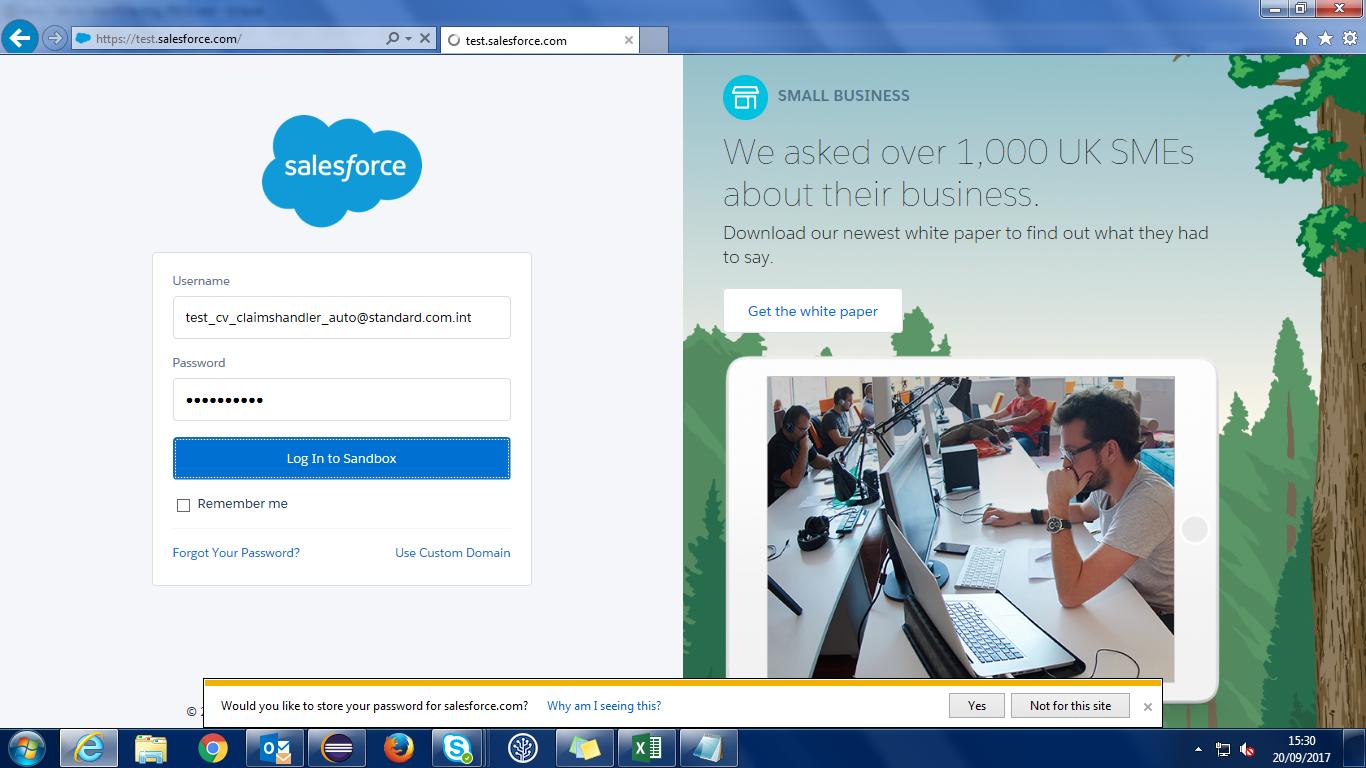 https://test.salesforce.com/
test.salesforce.com
salesforce
Username
test_cv_claimshandler_auto@standard.com.int
Password
Log In to Sandbox
Remember me
Forgot Your Password?
Use Custom Domain
SMALL BUSINESS
We asked over 1,000 UK SMEs
about their business.
Download our newest white paper to find out what they had
to say.
Get the white paper
©
Would you like to store your password for salesforce.com?
Why am I seeing this?
Yes
Not for this site
15:30
20/09/2017